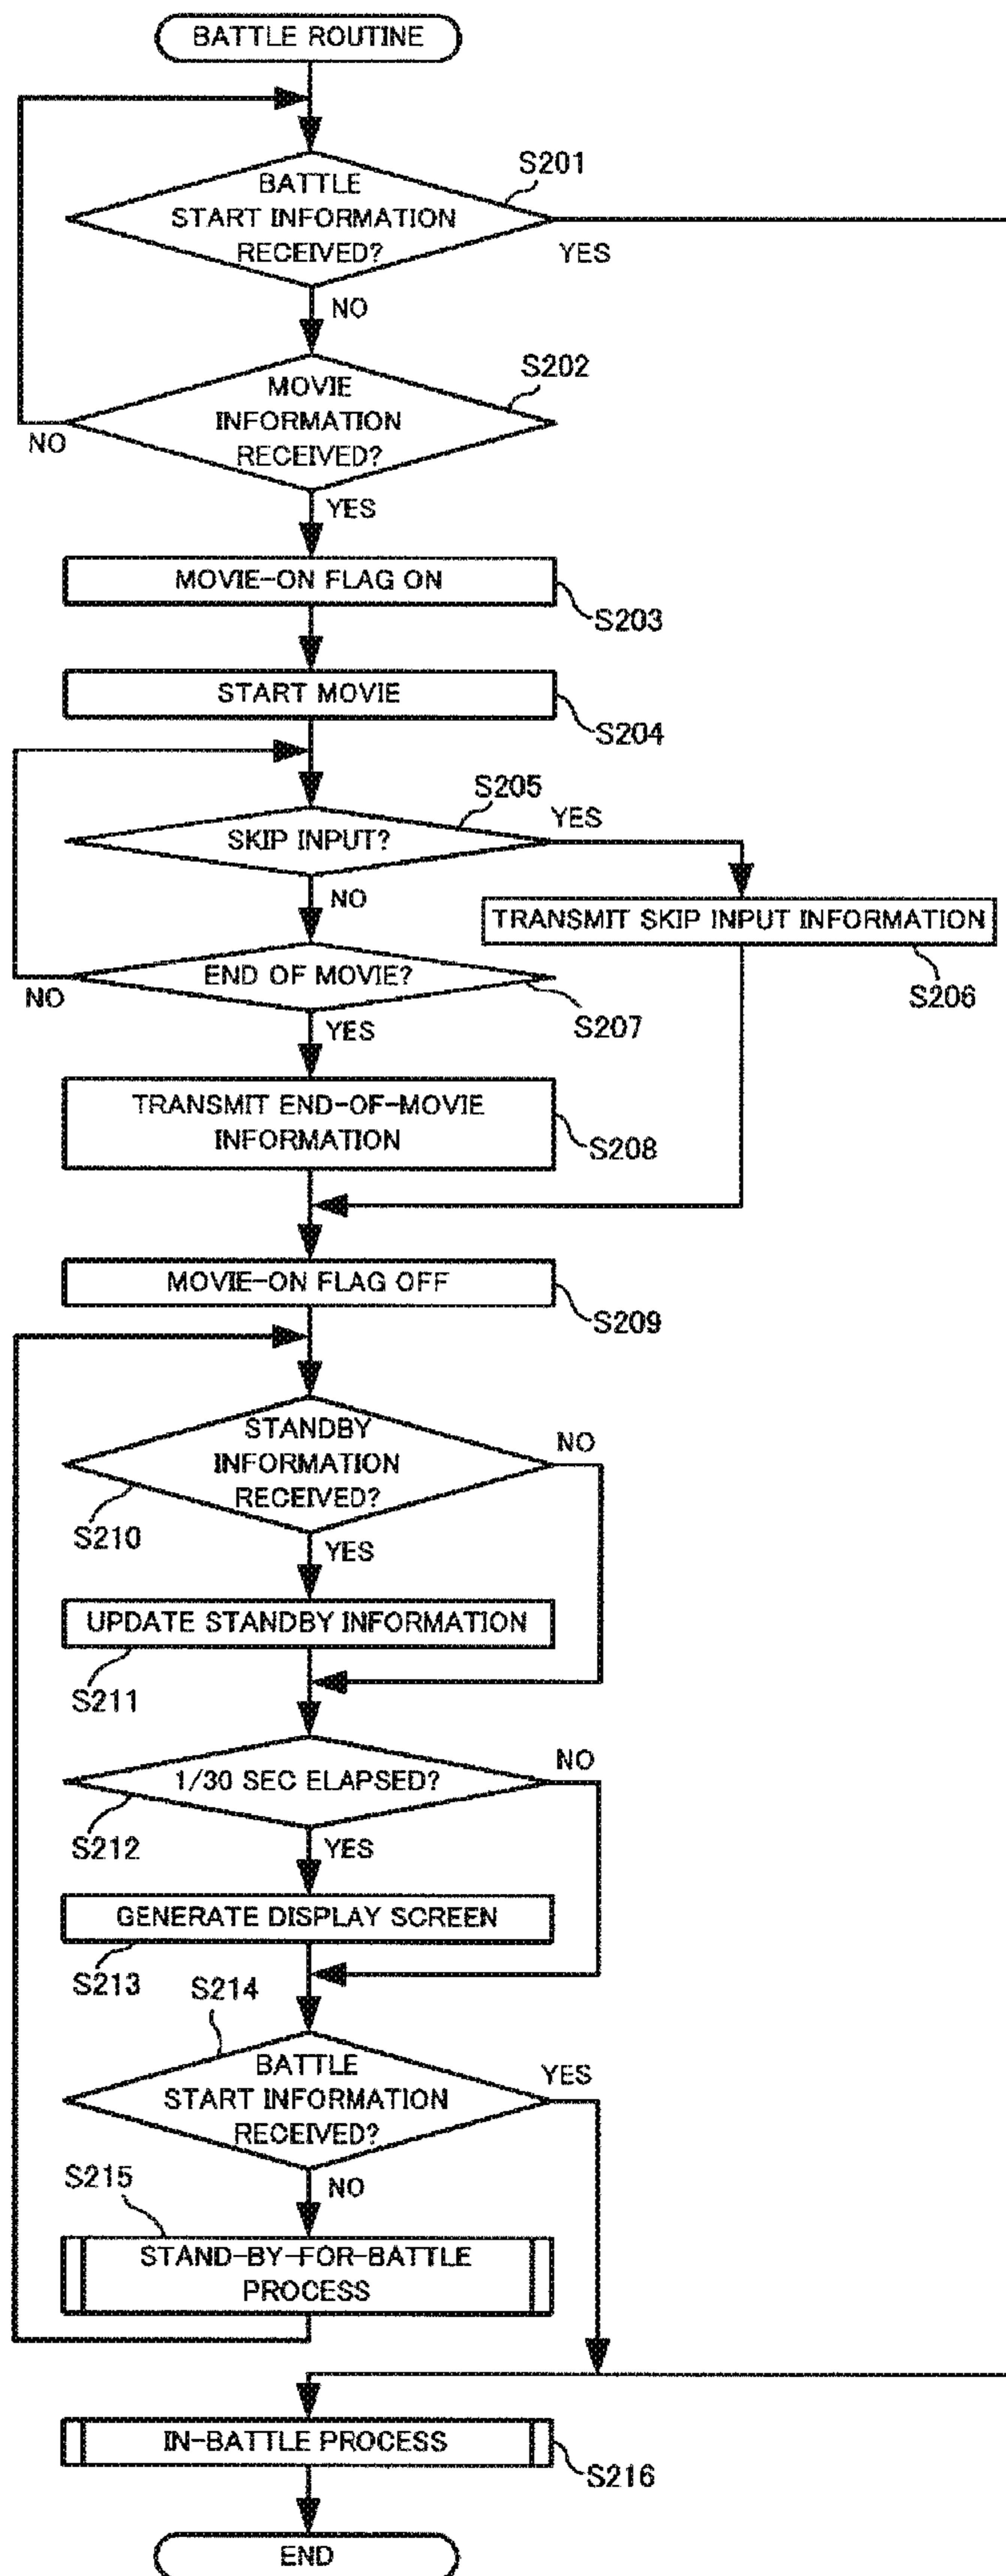 BATTLE ROUTINE
S201
BATTLE
START INFORMATION
RECEIVED?
YES
NO
S202
MOVIE
INFORMATION
RECEIVED?
NO
YES
MOVIE-ON FLAG ON
S203
START MOVIE
S204
S205
YES
SKIP INPUT?
NO
TRANSMIT SKIP INPUT INFORMATION
S206
END OF MOVIE?
NO
S207
YES
TRANSMIT END-OF-MOVIE
INFORMATION
S208
MOVIE-ON FLAG OFF
S209
STANDBY
INFORMATION
RECEIVED?
NO
S210
YES
UPDATE STANDBY INFORMATION
S211
NO
1/30 SEC ELAPSED?
S212
YES
GENERATE DISPLAY SCREEN
S213
S214
BATTLE
START INFORMATION
RECEIVED?
YES
NO
S215
STAND-BY-FOR-BATTLE
PROCESS
IN-BATTLE PROCESS
S216
END